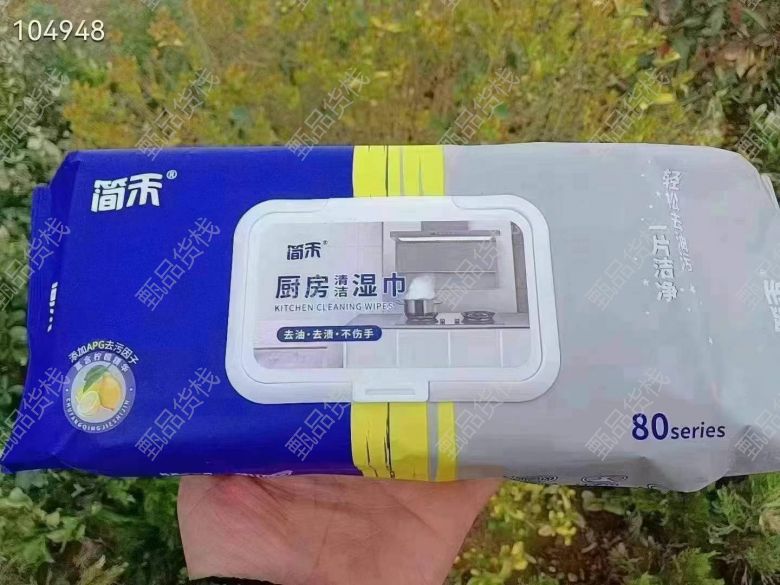 104948
简禾®
轻松去油污
一片洁净
简禾®
厨房清洁湿巾
KITCHEN CLEANING WIPES
去油·去渍·不伤手
添加APG去污因子
80series
甄品货栈